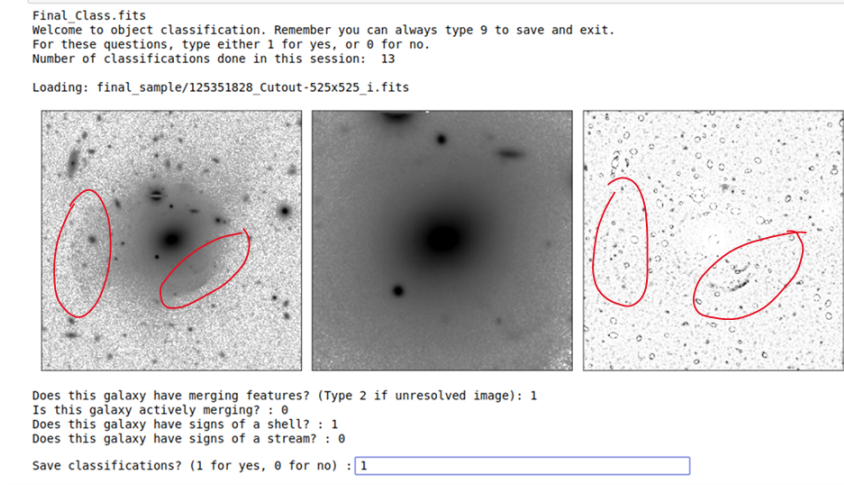 Final_Class.fits
Welcome to object classification. Remember you can always type 9 to save and exit.
For these questions, type either 1 for yes, or 0 for no.
Number of classifications done in this session:  13
Loading: final_sample/125351828_Cutout-525x525_i.fits
Does this galaxy have merging features? (Type 2 if unresolved image): 1
Is this galaxy actively merging? : 0
Does this galaxy have signs of a shell? : 1
Does this galaxy have signs of a stream? : 0
Save classifications? (1 for yes, 0 for no) : 1